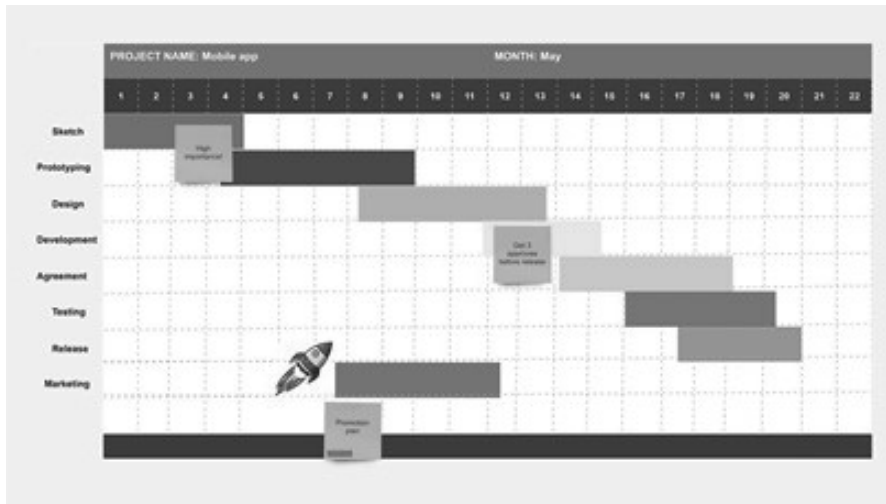 PROJECT NAME: Mobile app MONTH: May
1 2 3 4 5 6 7 8 9 10 11 12 13 14 15 16 17 18 19 20 21 22
Sketch
High
importance!
Prototyping
Design
Development
Get 3
approves
before release
Agreement
Testing
Release
Marketing
Promotion
plan